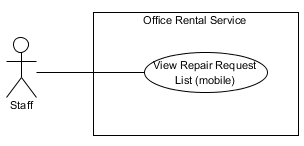 Office Rental Service
View Repair Request
List (mobile)
Staff